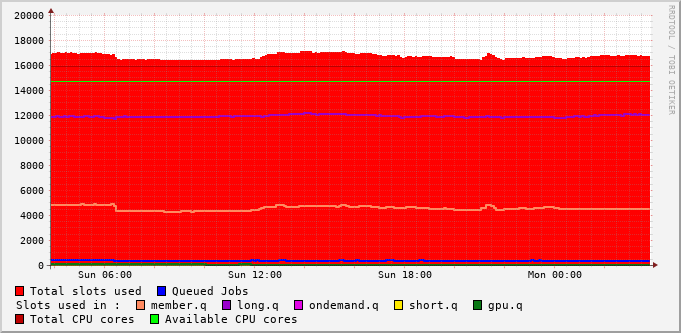 20000
18000
16000
14000
12000
10000
8000
6000
4000
2000
0
Sun 06:00 Sun 12:00 Sun 18:00 Mon 00:00
RRDTOOL / TOBI OETIKER
Total slots used Queued Jobs
Slots used in : member.q long.q ondemand.q short.q gpu.q
Total CPU cores Available CPU cores